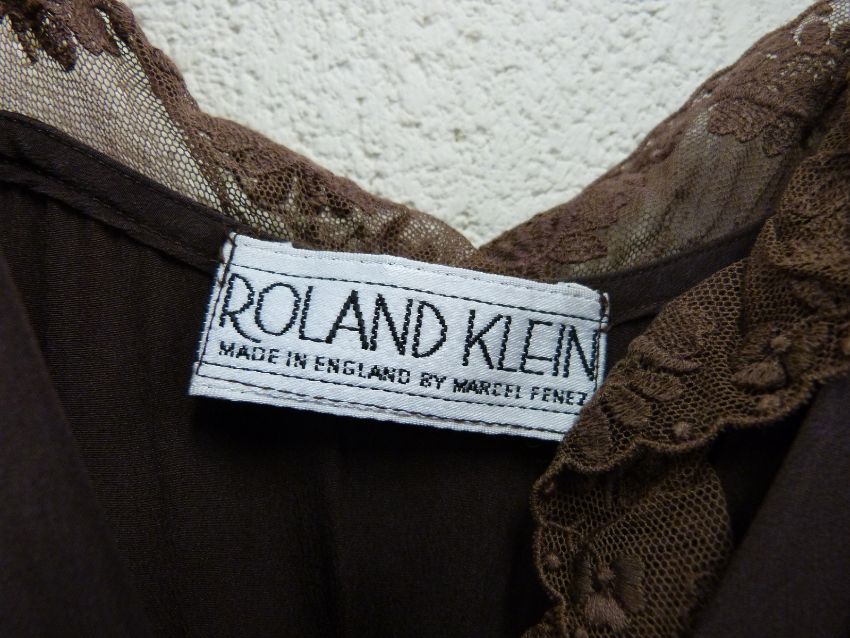 ROLAND KLEIN
MADE IN ENGLAND BY MARCEL FENEZ